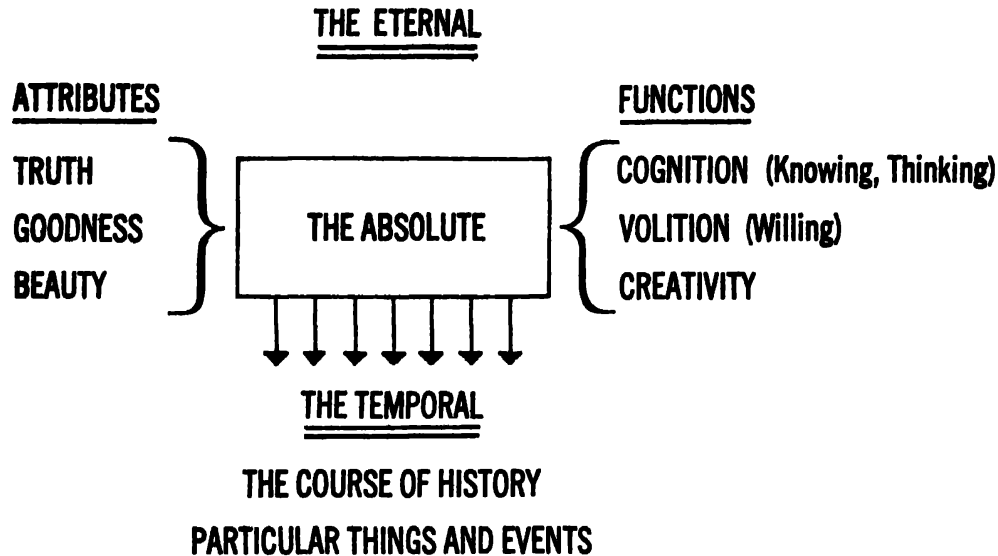 THE ETERNAL
ATTRIBUTES
TRUTH
GOODNESS
BEAUTY
THE ABSOLUTE
FUNCTIONS
COGNITION (Knowing, Thinking)
VOLITION (Willing)
CREATIVITY
THE TEMPORAL
THE COURSE OF HISTORY
PARTICULAR THINGS AND EVENTS